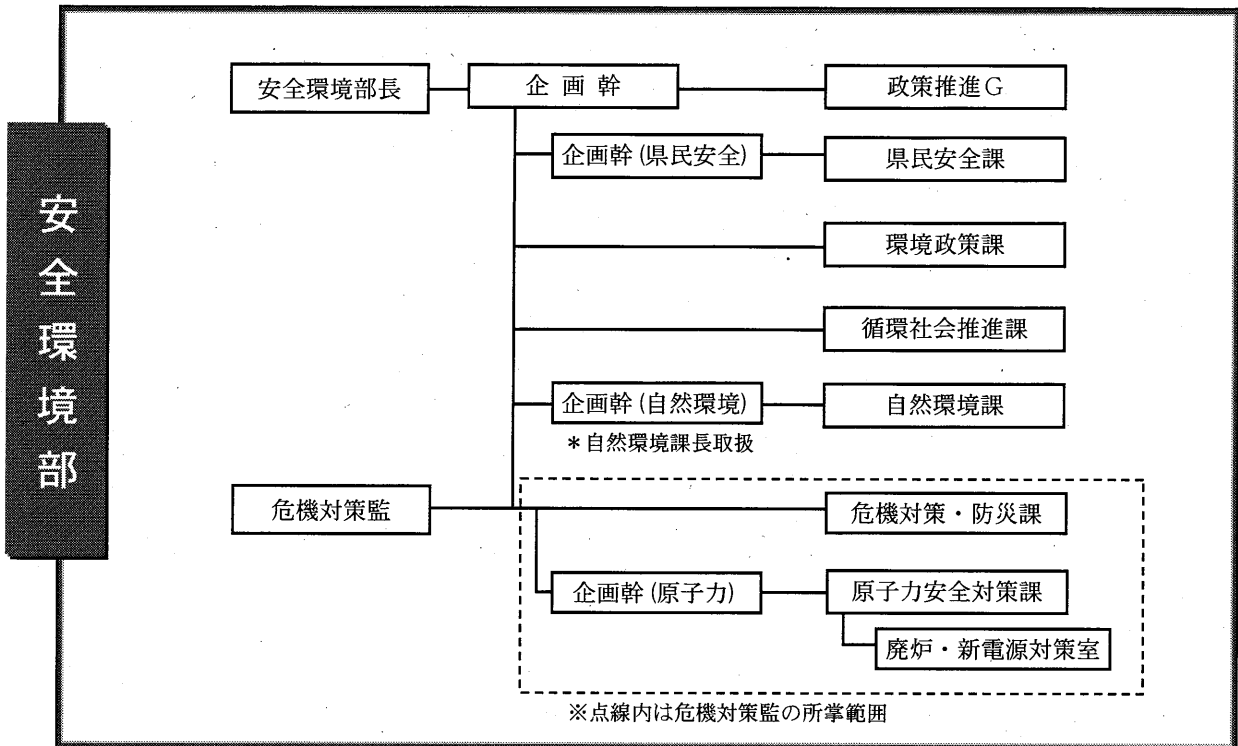 安全環境部
安全環境部長
企画幹
政策推進G
企画幹(県民安全)
県民安全課
環境政策課
循環社会推進課
企画幹(自然環境)
自然環境課
*自然環境課長取扱
危機対策監
危機対策・防災課
企画幹(原子力)
原子力安全対策課
廃炉・新電源対策室
※点線内は危機対策監の所掌範囲